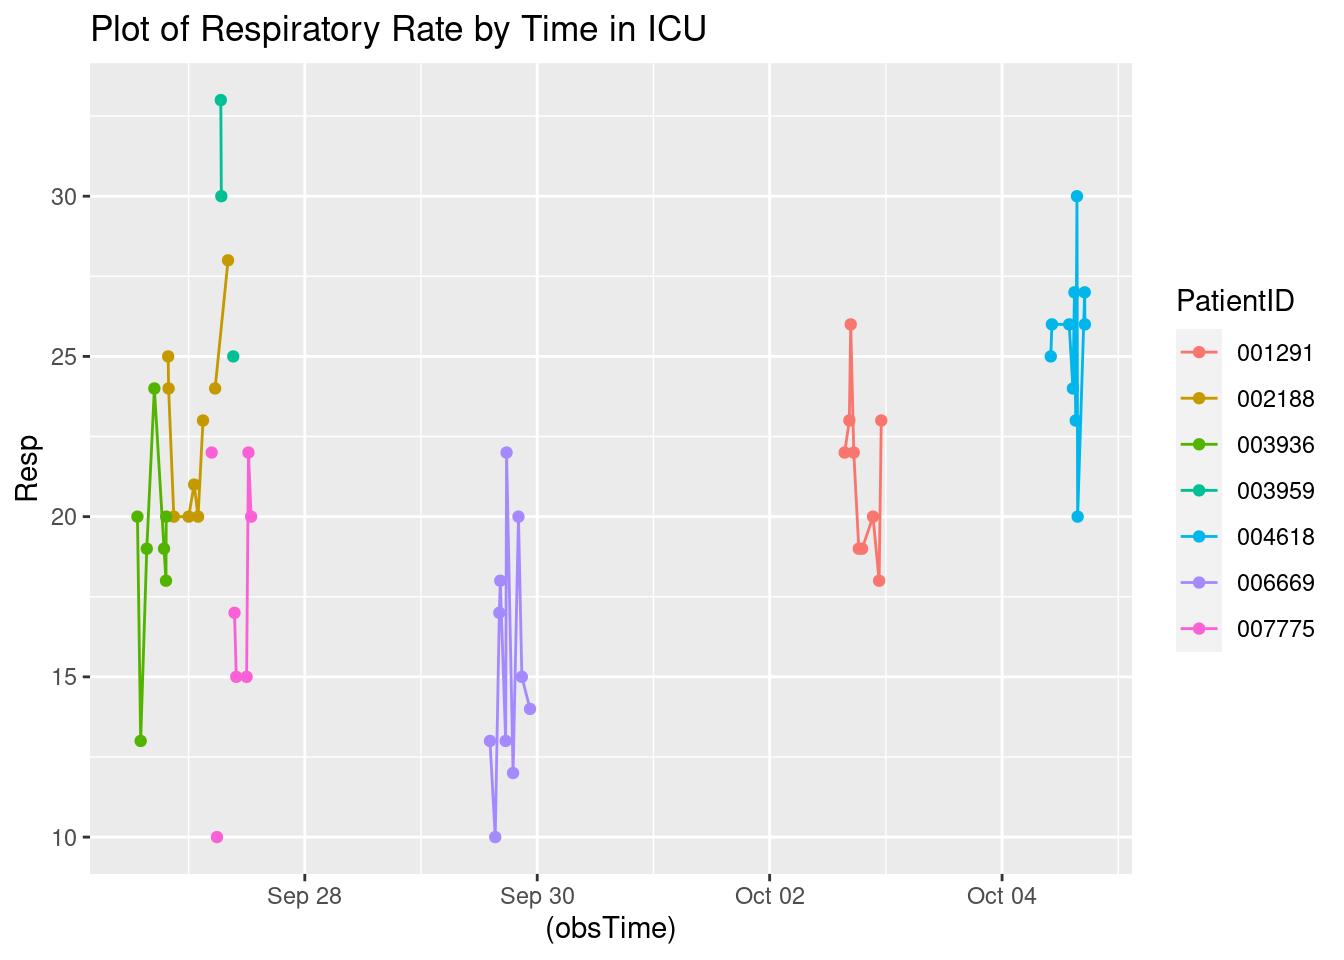 Plot of Respiratory Rate by Time in ICU
30
25
20
15
10
Resp
Sep 28
Sep 30
Oct 02
Oct 04
(obsTime)
PatientID
001291
002188
003936
003959
004618
006669
007775